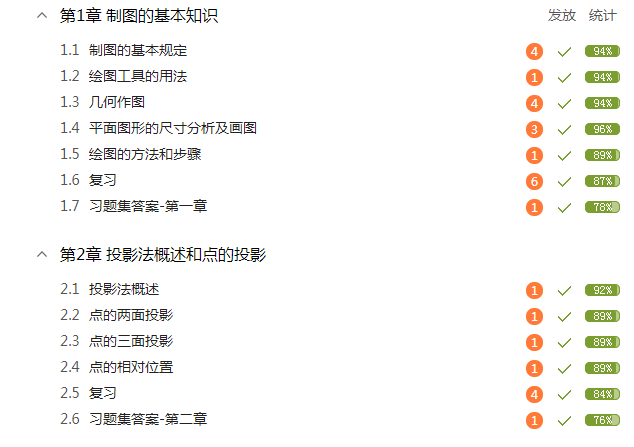 第1章 制图的基本知识 发放 统计
1.1 制图的基本规定 4 94%
1.2 绘图工具的用法 1 94%
1.3 几何作图 4 94%
1.4 平面图形的尺寸分析及画图 3 96%
1.5 绘图的方法和步骤 1 89%
1.6 复习 6 87%
1.7 习题集答案-第一章 1 78%
第2章 投影法概述和点的投影
2.1 投影法概述 1 92%
2.2 点的两面投影 1 89%
2.3 点的三面投影 1 89%
2.4 点的相对位置 1 89%
2.5 复习 4 84%
2.6 习题集答案-第二章 1 76%